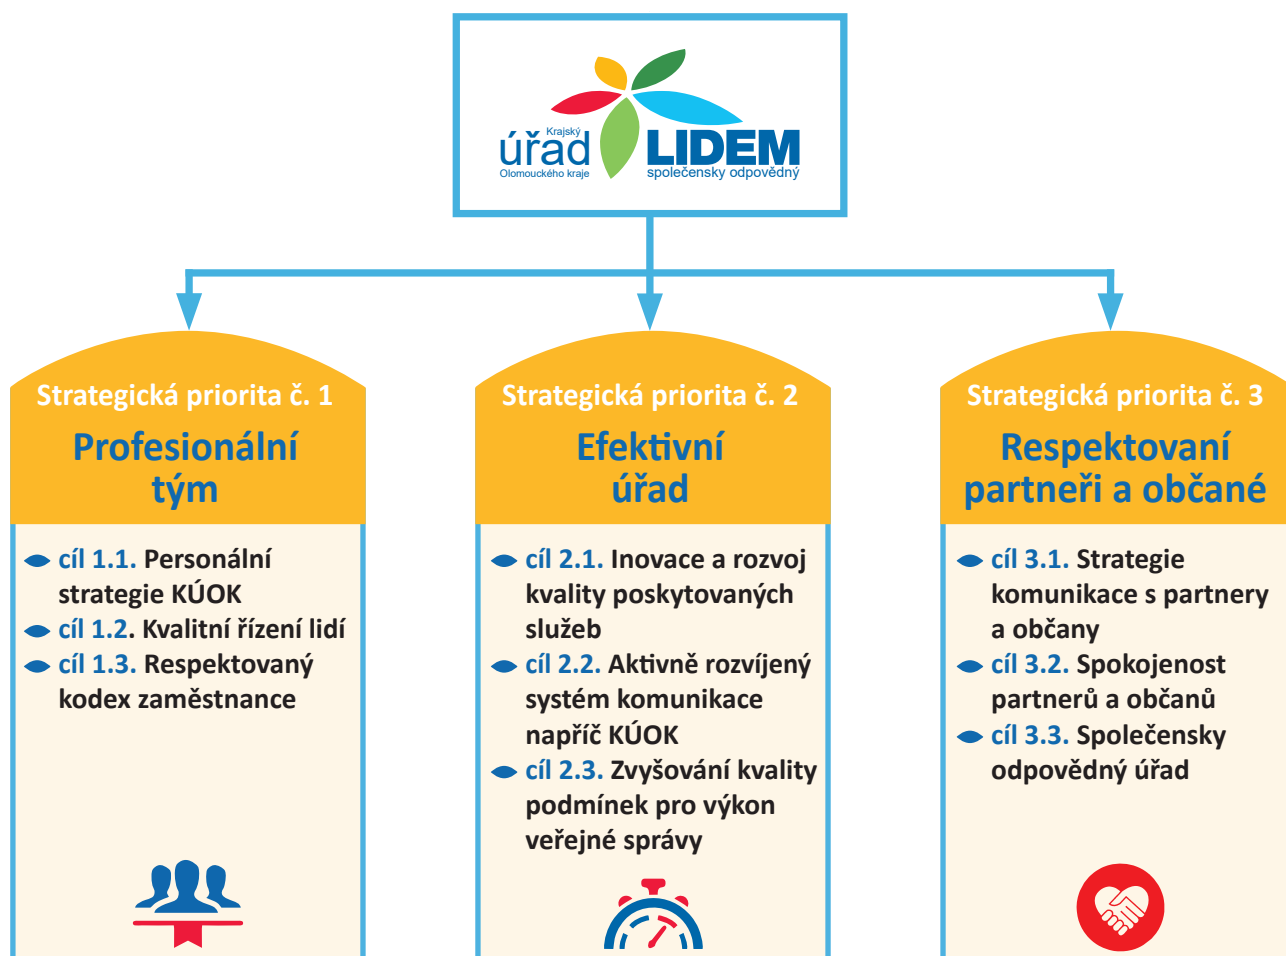 Krajský
úřad
Olomouckého kraje
LIDEM
společensky odpovědný
Strategická priorita č. 1
Profesionální
tým
cíl 1.1. Personální
strategie KÚOK
cíl 1.2. Kvalitní řízení lidí
cíl 1.3. Respektovaný
kodex zaměstnance
Strategická priorita č. 2
Efektivní
úřad
cíl 2.1. Inovace a rozvoj
kvality poskytovaných
služeb
cíl 2.2. Aktivně rozvíjený
systém komunikace
napříč KÚOK
cíl 2.3. Zvyšování kvality
podmínek pro výkon
veřejné správy
Strategická priorita č. 3
Respektovaní
partneři a občané
cíl 3.1. Strategie
komunikace s partnery
a občany
cíl 3.2. Spokojenost
partnerů a občanů
cíl 3.3. Společensky
odpovědný úřad